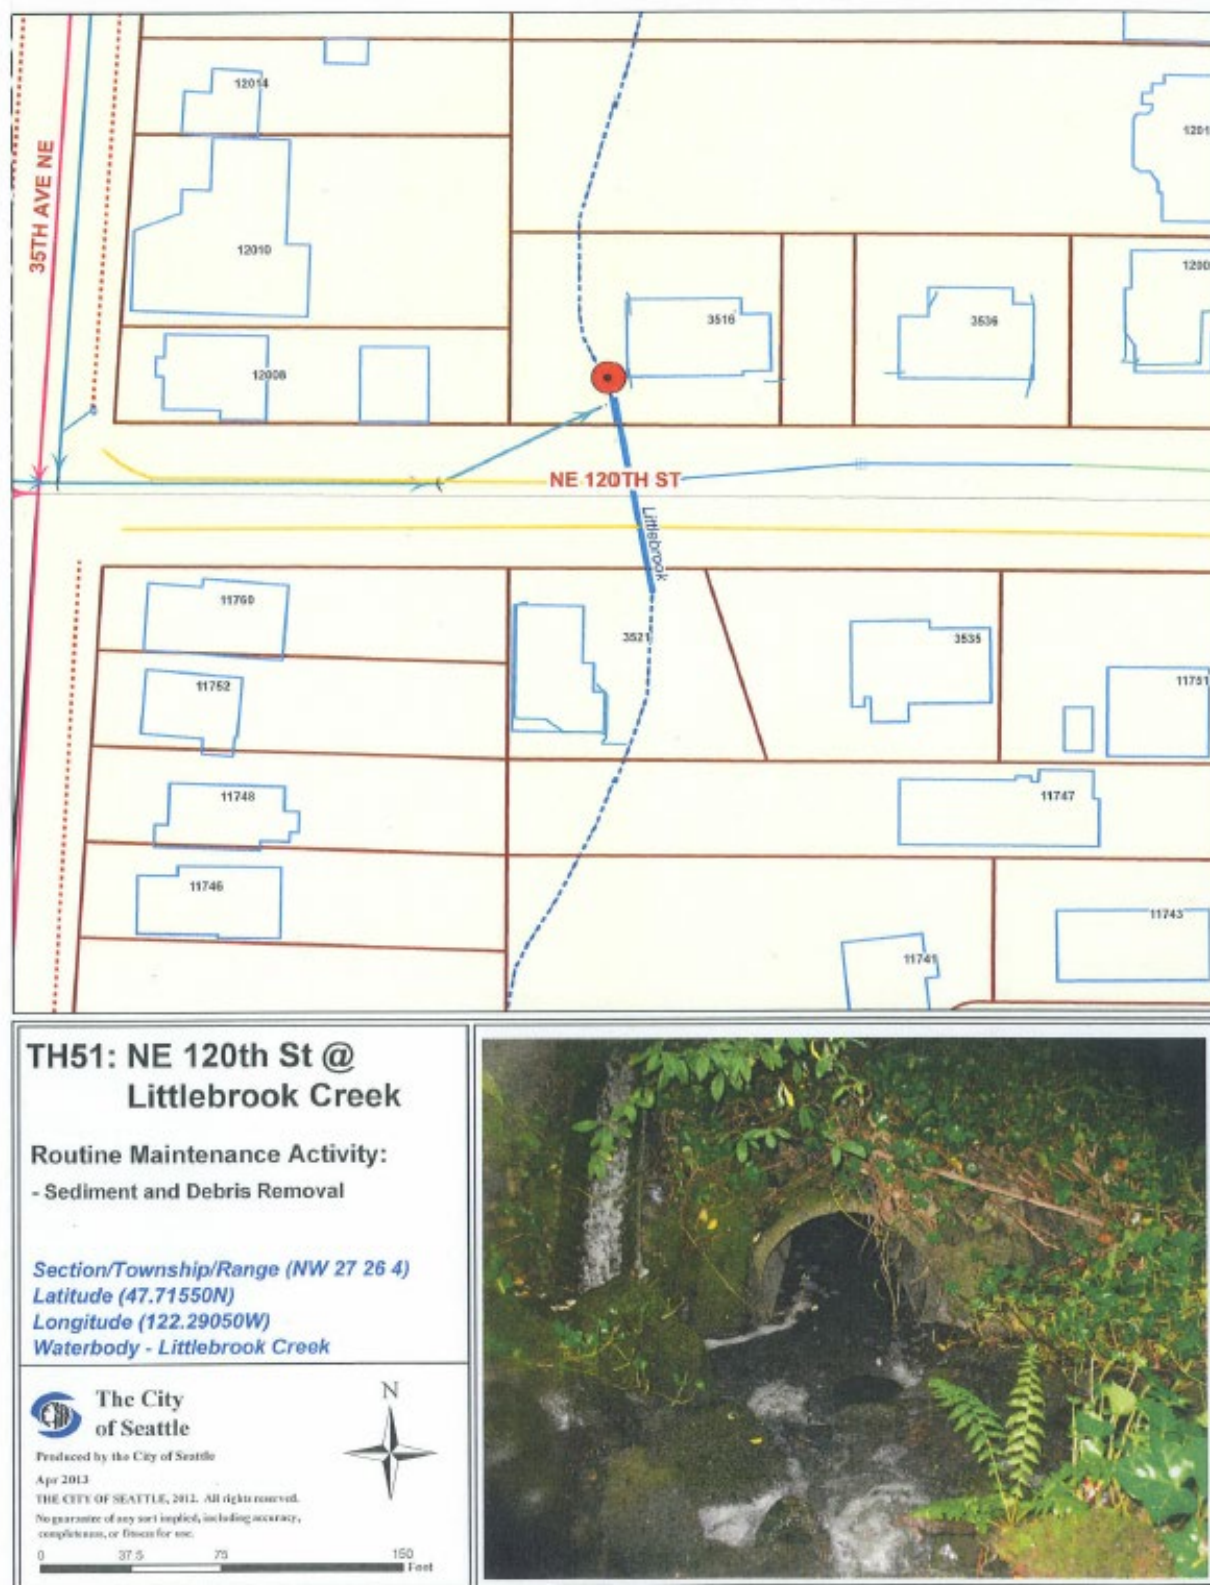 12014
1201
35TH AVE NE
12010
1200
3516
3536
12008
NE 120TH ST
Littlebrook
11760
3521
3535
11752
11751
11748
11747
11746
11743
11741
TH51: NE 120th St @
Littlebrook Creek
Routine Maintenance Activity:
- Sediment and Debris Removal
Section/Township/Range (NW 27 26 4)
Latitude (47.71550N)
Longitude (122.29050W)
Waterbody - Littlebrook Creek
The City
of Seattle
N
Produced by the City of Seattle
Apr 2013
THE CITY OF SEATTLE, 2012. All rights reserved.
No guarantee of any sort implied, including accuracy,
completeness, or fitness for use.
0 37.5 75 150
Feet